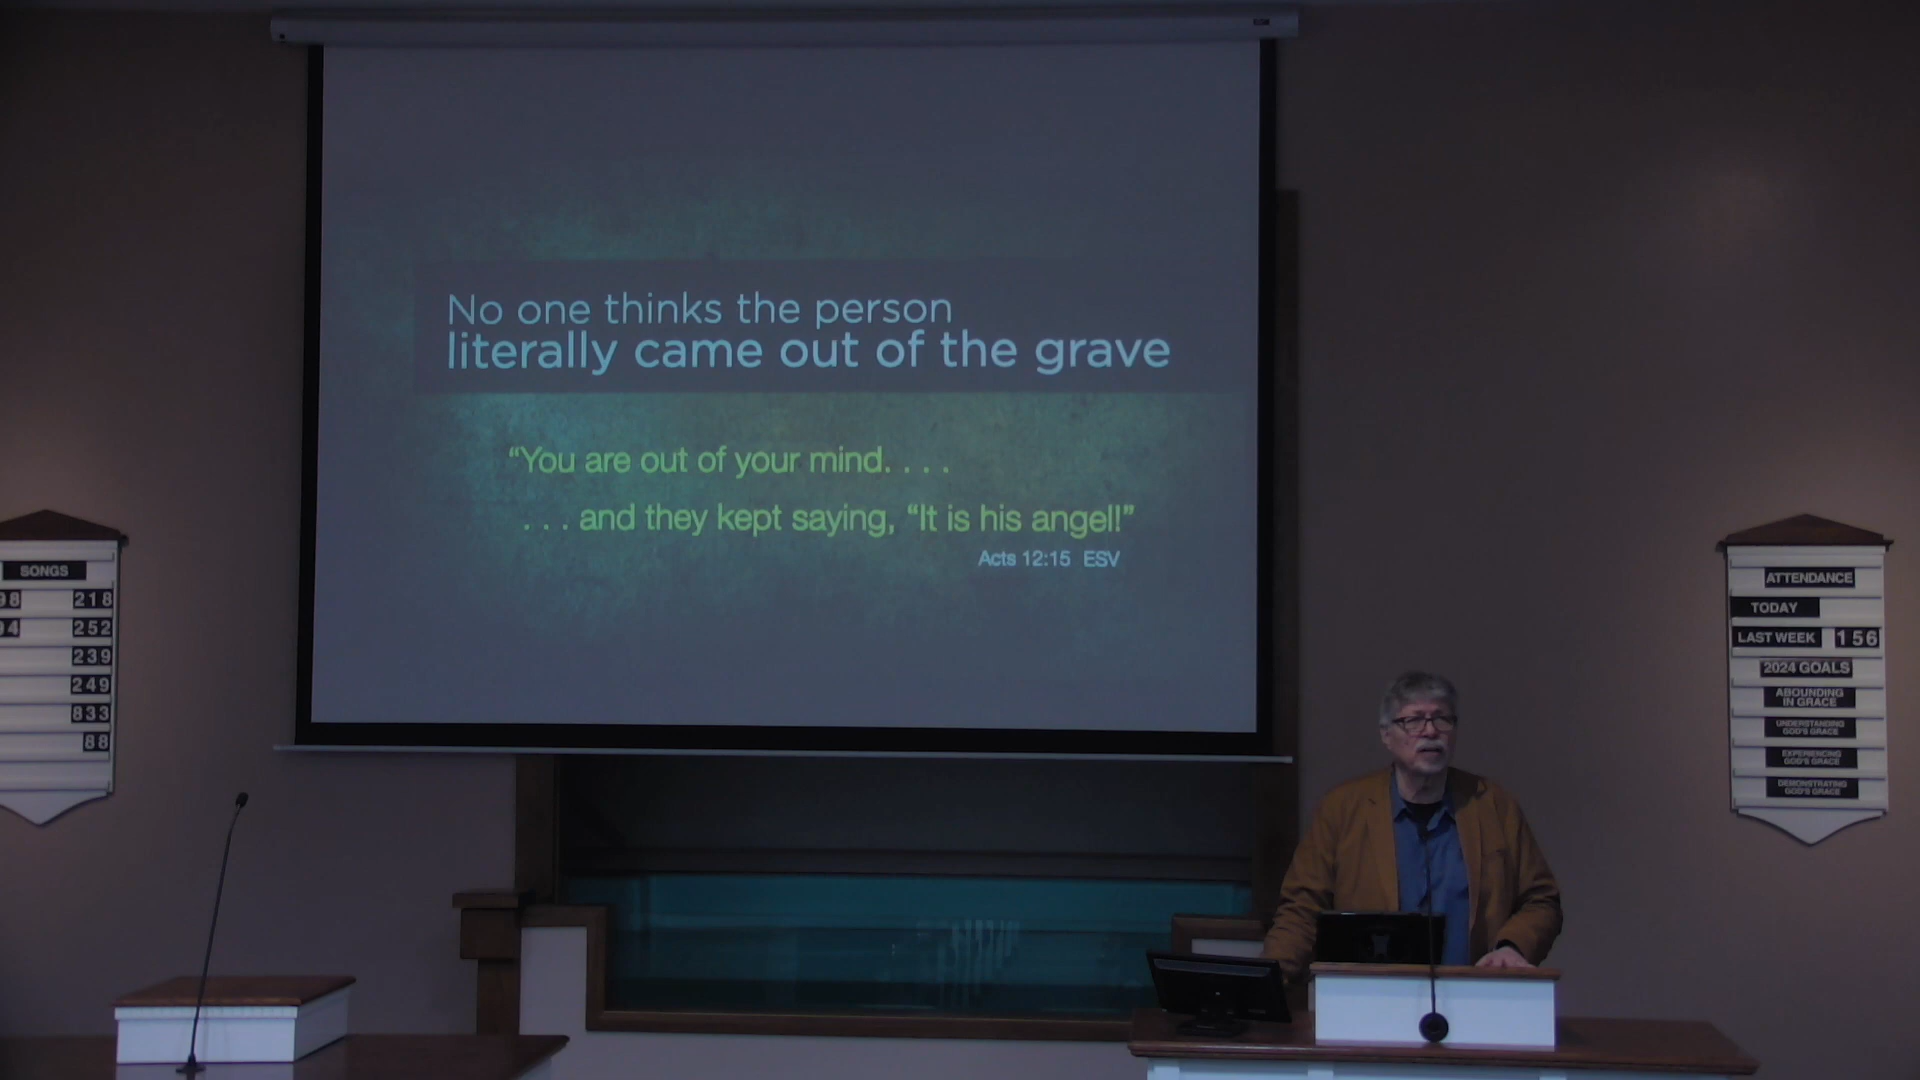 No one thinks the person
literally came out of the grave
“You are out of your mind. . . .
. . . and they kept saying, “It is his angel!”
Acts 12:15 ESV
SONGS
98 218
94 252
239
249
833
88
ATTENDANCE
TODAY
LAST WEEK 156
2024 GOALS
ABOUNDING
IN GRACE
UNDERSTANDING
GOD'S GRACE
EXPERIENCING
GOD'S GRACE
DEMONSTRATING
GOD'S GRACE